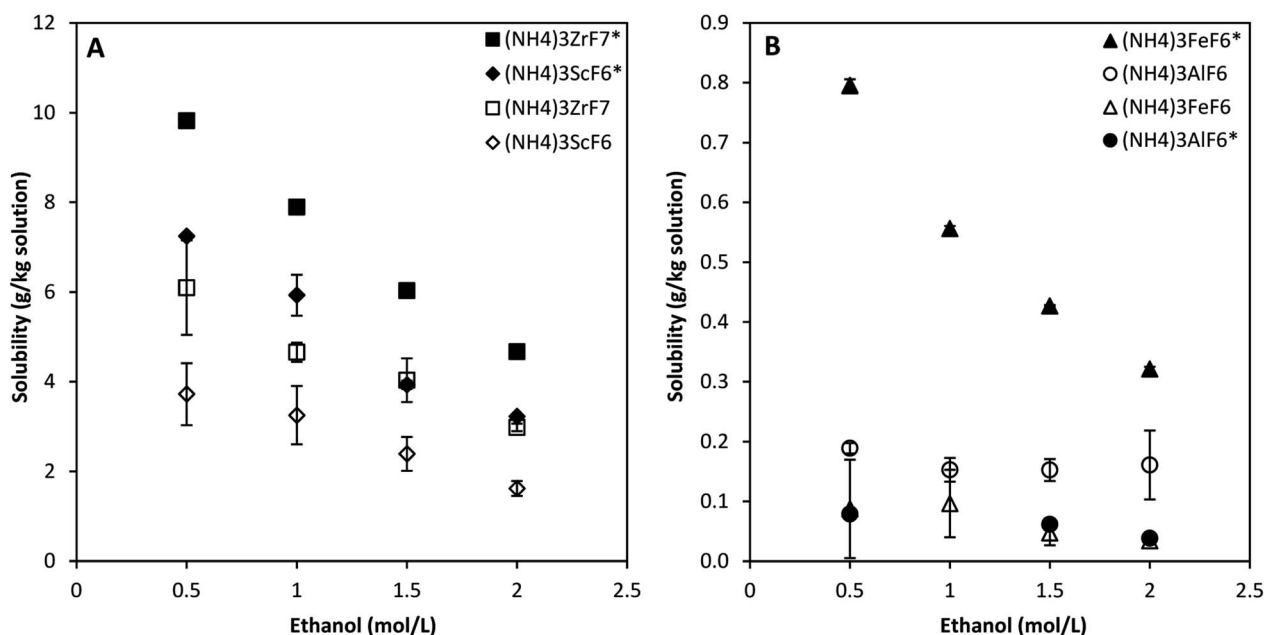 A
(NH4)3ZrF7*
(NH4)3ScF6*
(NH4)3ZrF7
(NH4)3ScF6
12
10
8
6
4
2
0
0
0.5
1
1.5
2
2.5
Solubility (g/kg solution)
Ethanol (mol/L)
B
(NH4)3FeF6*
(NH4)3AlF6
(NH4)3FeF6
(NH4)3AlF6*
0.9
0.8
0.7
0.6
0.5
0.4
0.3
0.2
0.1
0.0
0
0.5
1
1.5
2
2.5
Solubility (g/kg solution)
Ethanol (mol/L)